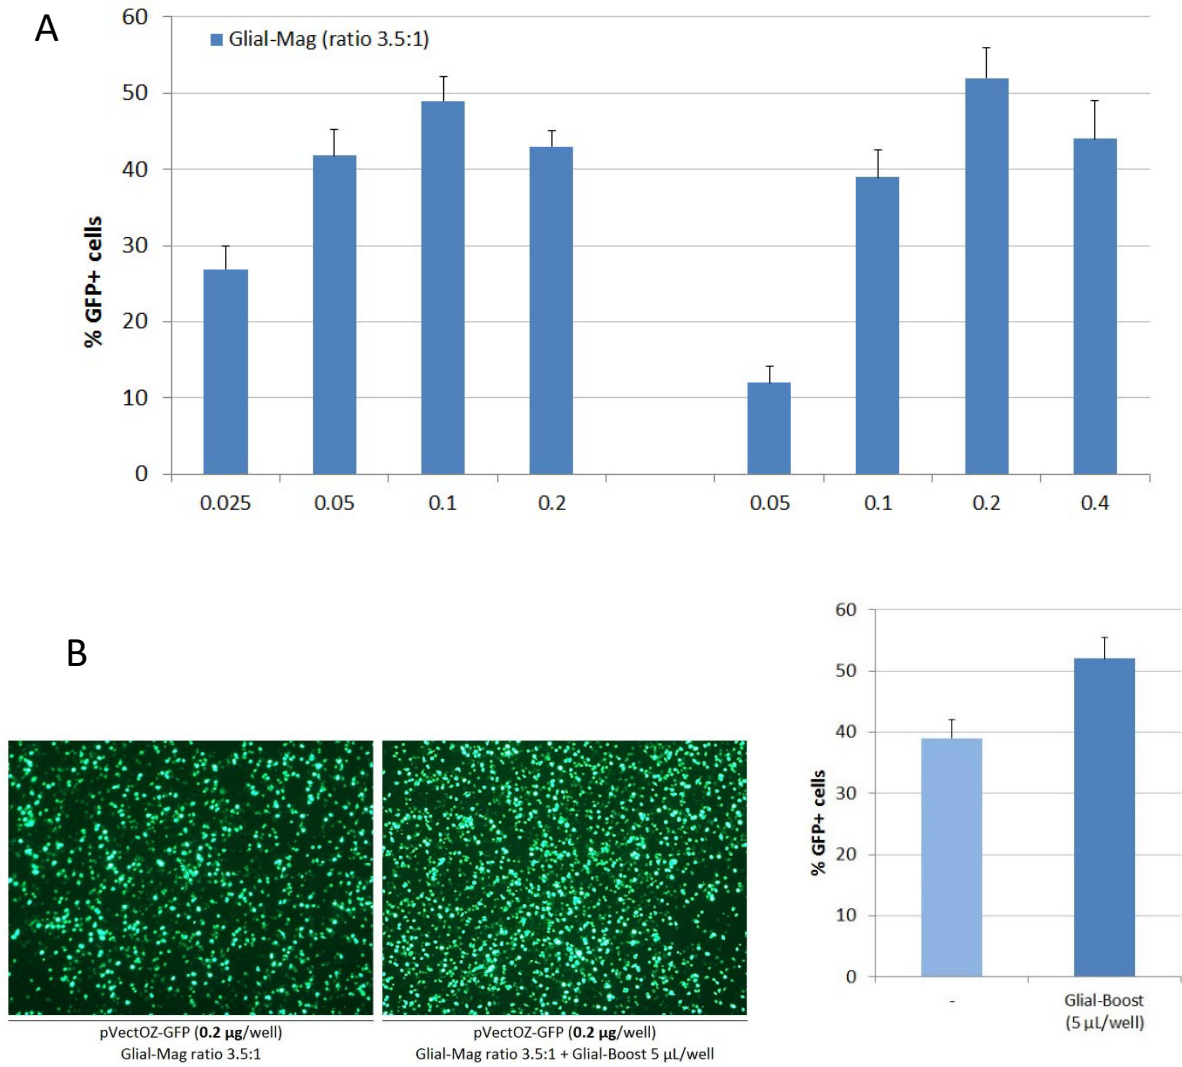 A
60
50
40
30
20
10
0
% GFP+ cells
Glial-Mag (ratio 3.5:1)
0.025 0.05 0.1 0.2 0.05 0.1 0.2 0.4
B
pVectOZ-GFP (0.2 µg/well)
Glial-Mag ratio 3.5:1
pVectOZ-GFP (0.2 µg/well)
Glial-Mag ratio 3.5:1 + Glial-Boost 5 µL/well
60
50
40
30
20
10
0
% GFP+ cells
-
Glial-Boost
(5 µL/well)